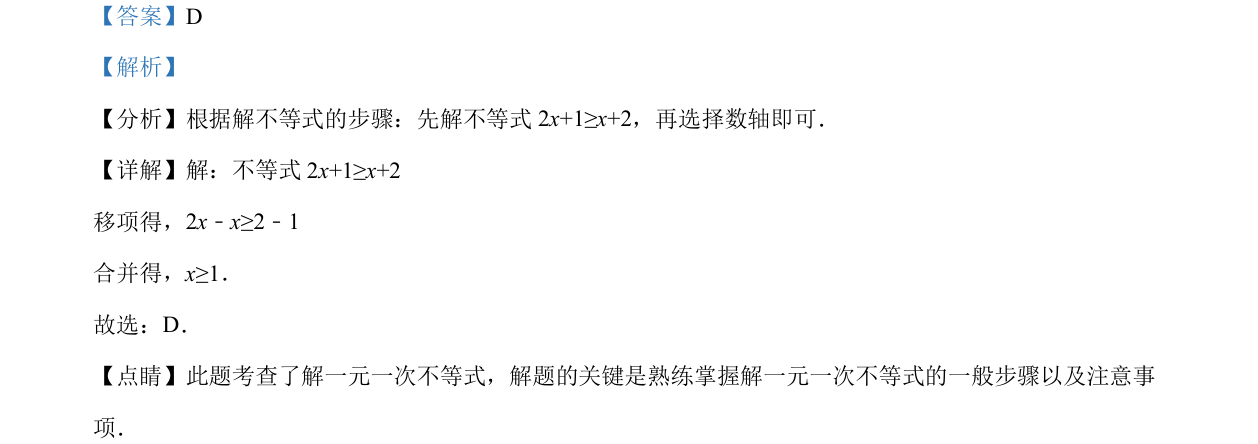 【答案】D
【解析】
【分析】根据解不等式的步骤：先解不等式 2x+1≥x+2，再选择数轴即可．
【详解】解：不等式 2x+1≥x+2
移项得，2x﹣x≥2﹣1
合并得，x≥1．
故选：D．
【点睛】此题考查了解一元一次不等式，解题的关键是熟练掌握解一元一次不等式的一般步骤以及注意事
项．